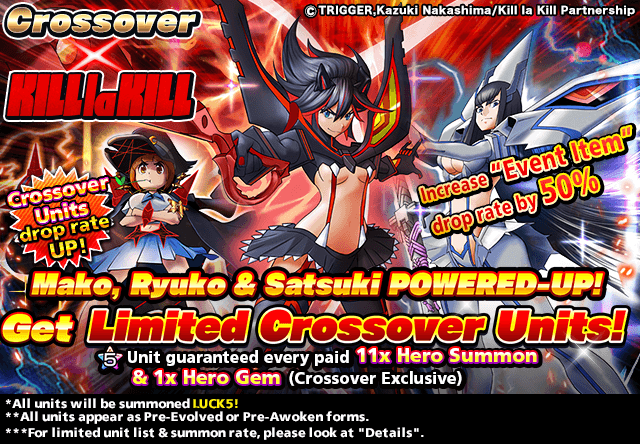 Crossover
©TRIGGER,Kazuki Nakashima/Kill la Kill Partnership
×
KILL la KILL
Crossover
Units
drop rate
UP!
Increase "Event Item"
drop rate by 50%
Mako, Ryuko & Satsuki POWERED-UP!
Get Limited Crossover Units!
5 Unit guaranteed every paid 11x Hero Summon
& 1x Hero Gem (Crossover Exclusive)
*All units will be summoned LUCK5!
**All units appear as Pre-Evolved or Pre-Awoken forms.
***For limited unit list & summon rate, please look at "Details".